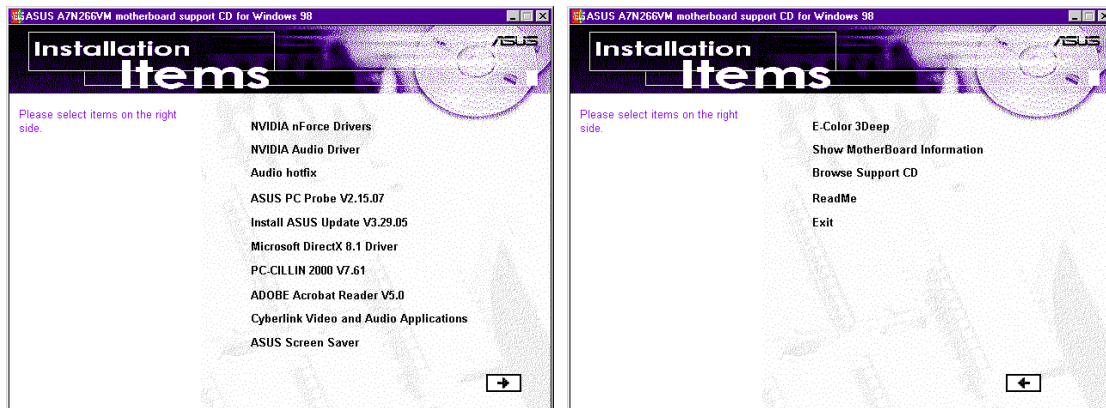 ASUS A7N266VM motherboard support CD for Windows 98
Installation
Items
ASUS
Please select items on the right
side.
NVIDIA nForce Drivers
NVIDIA Audio Driver
Audio hotfix
ASUS PC Probe V2.15.07
Install ASUS Update V3.29.05
Microsoft DirectX 8.1 Driver
PC-CILLIN 2000 V7.61
ADOBE Acrobat Reader V5.0
Cyberlink Video and Audio Applications
ASUS Screen Saver
ASUS A7N266VM motherboard support CD for Windows 98
Installation
Items
ASUS
Please select items on the right
side.
E-Color 3Deep
Show MotherBoard Information
Browse Support CD
ReadMe
Exit